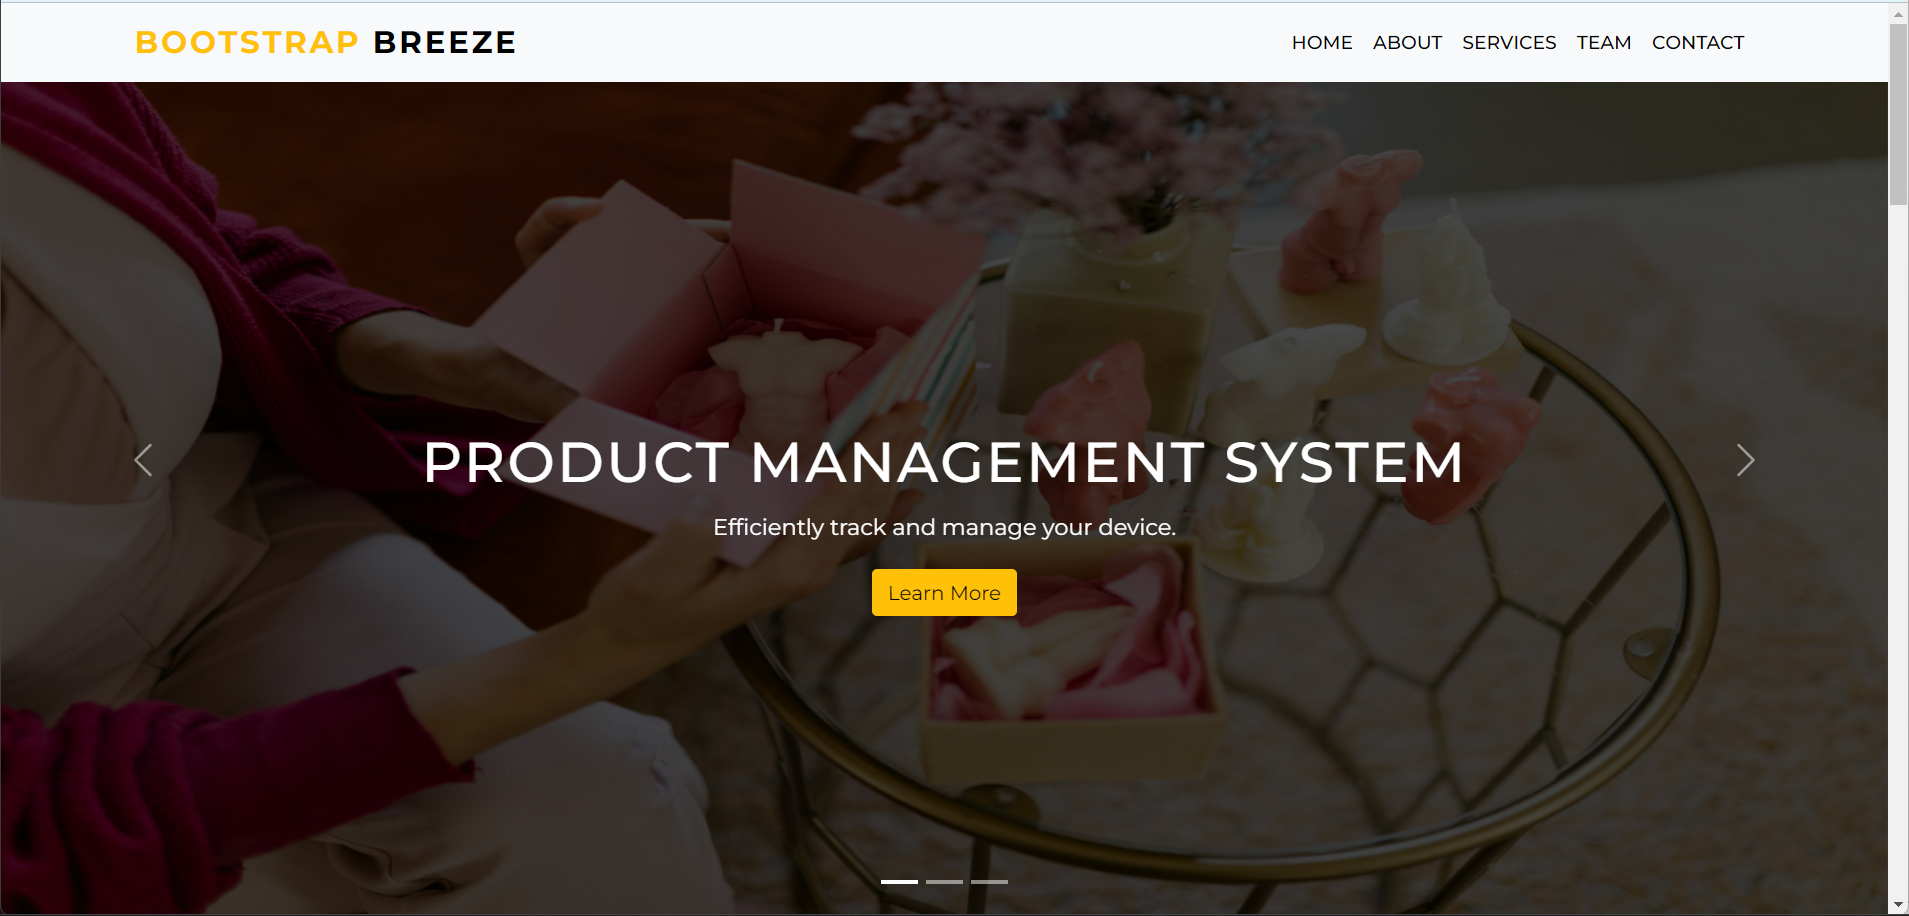 BOOTSTRAP BREEZE
HOME ABOUT SERVICES TEAM CONTACT
PRODUCT MANAGEMENT SYSTEM
Efficiently track and manage your device.
Learn More